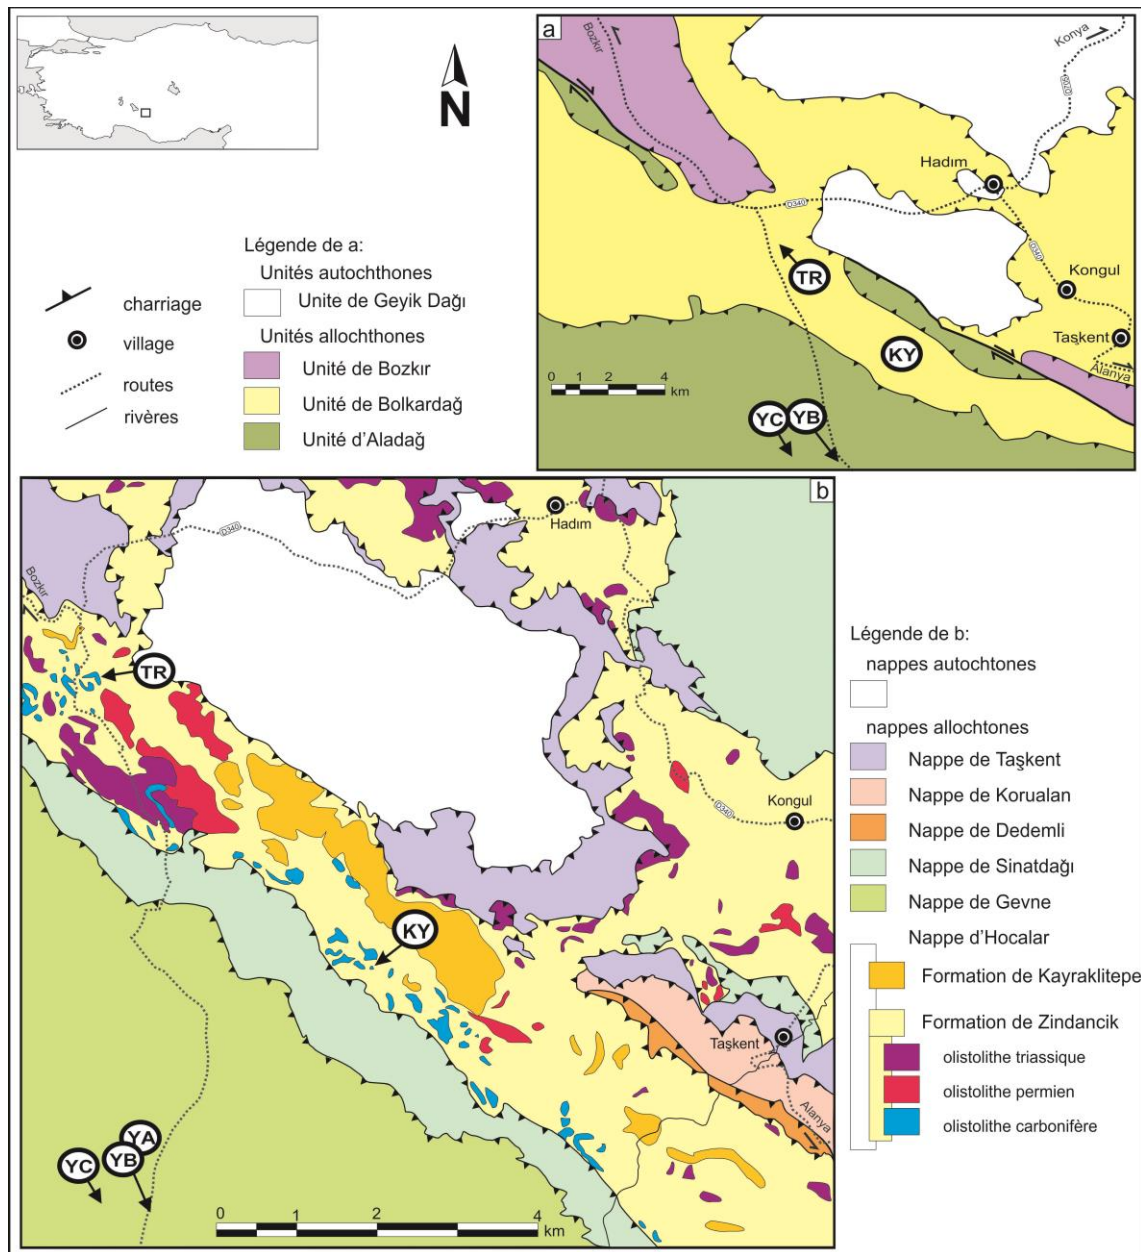 N
charriage
village
routes
rivères
Légende de a:
Unités autochthones
Unite de Geyik Dağı
Unités allochthones
Unité de Bozkır
Unité de Bolkardağ
Unité d'Aladağ
a
Bozkır
Konya
D340
Hadım
D340
Kongul
TR
Taşkent
KY
Alanya
0 1 2 4
km
YC YB
b
Hadım
D340
Bozkır
TR
Kongul
D340
KY
Taşkent
Alanya
YA
YB
YC
0 1 2 4
km
Légende de b:
nappes autochtones
nappes allochtones
Nappe de Taşkent
Nappe de Korualan
Nappe de Dedemli
Nappe de Sinatdağı
Nappe de Gevne
Nappe d'Hocalar
Formation de Kayraklitepe
Formation de Zindancik
olistolithe triassique
olistolithe permien
olistolithe carbonifère